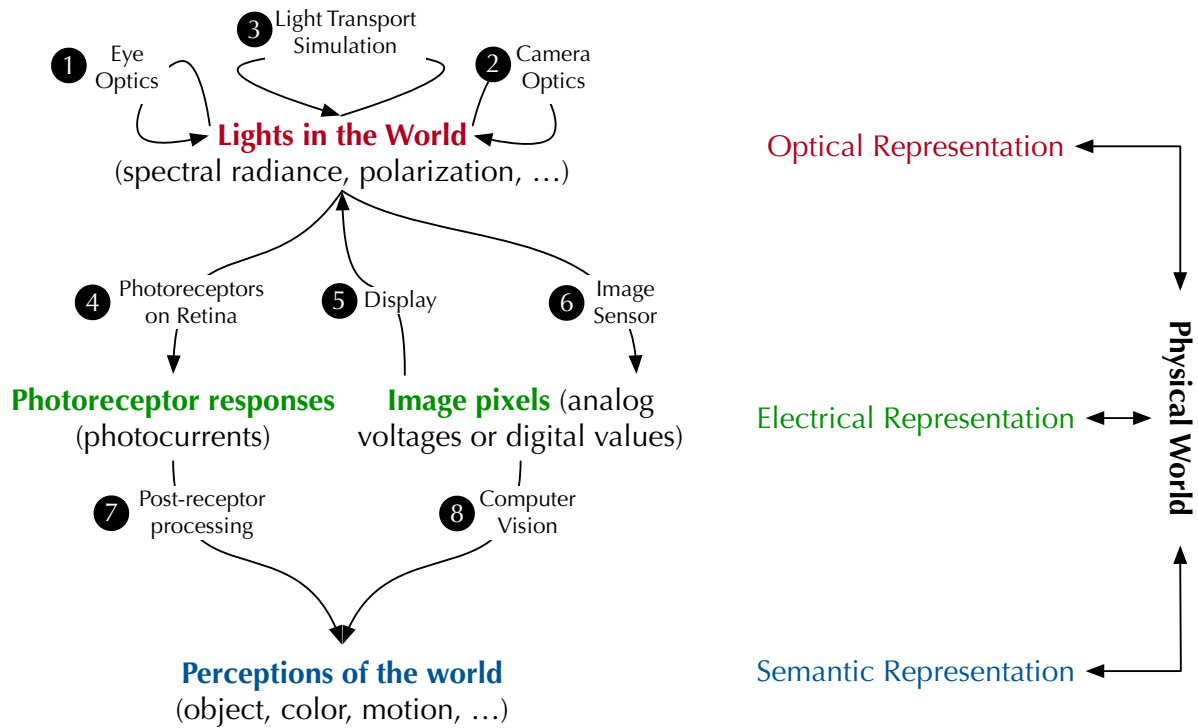 1 Eye
Optics
3 Light Transport
Simulation
2 Camera
Optics
Lights in the World
(spectral radiance, polarization, …)
4 Photoreceptors
on Retina
5 Display
6 Image
Sensor
Photoreceptor responses
(photocurrents)
Image pixels (analog
voltages or digital values)
7 Post-receptor
processing
8 Computer
Vision
Perceptions of the world
(object, color, motion, …)
Optical Representation
Electrical Representation
Semantic Representation
Physical World